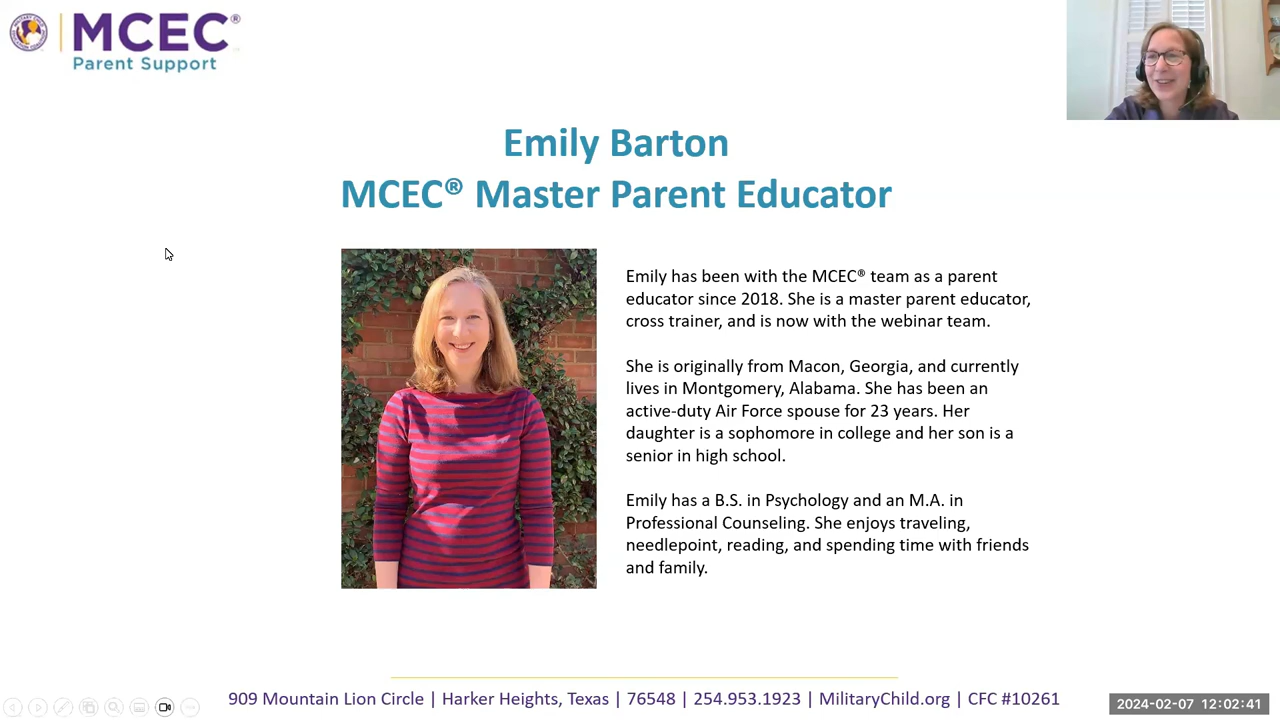 MCEC®
Parent Support
Emily Barton
MCEC® Master Parent Educator
Emily has been with the MCEC® team as a parent
educator since 2018. She is a master parent educator,
cross trainer, and is now with the webinar team.
She is originally from Macon, Georgia, and currently
lives in Montgomery, Alabama. She has been an
active-duty Air Force spouse for 23 years. Her
daughter is a sophomore in college and her son is a
senior in high school.
Emily has a B.S. in Psychology and an M.A. in
Professional Counseling. She enjoys traveling,
needlepoint, reading, and spending time with friends
and family.
909 Mountain Lion Circle | Harker Heights, Texas | 76548 | 254.953.1923 | MilitaryChild.org | CFC #10261
2024-02-07 12:02:41